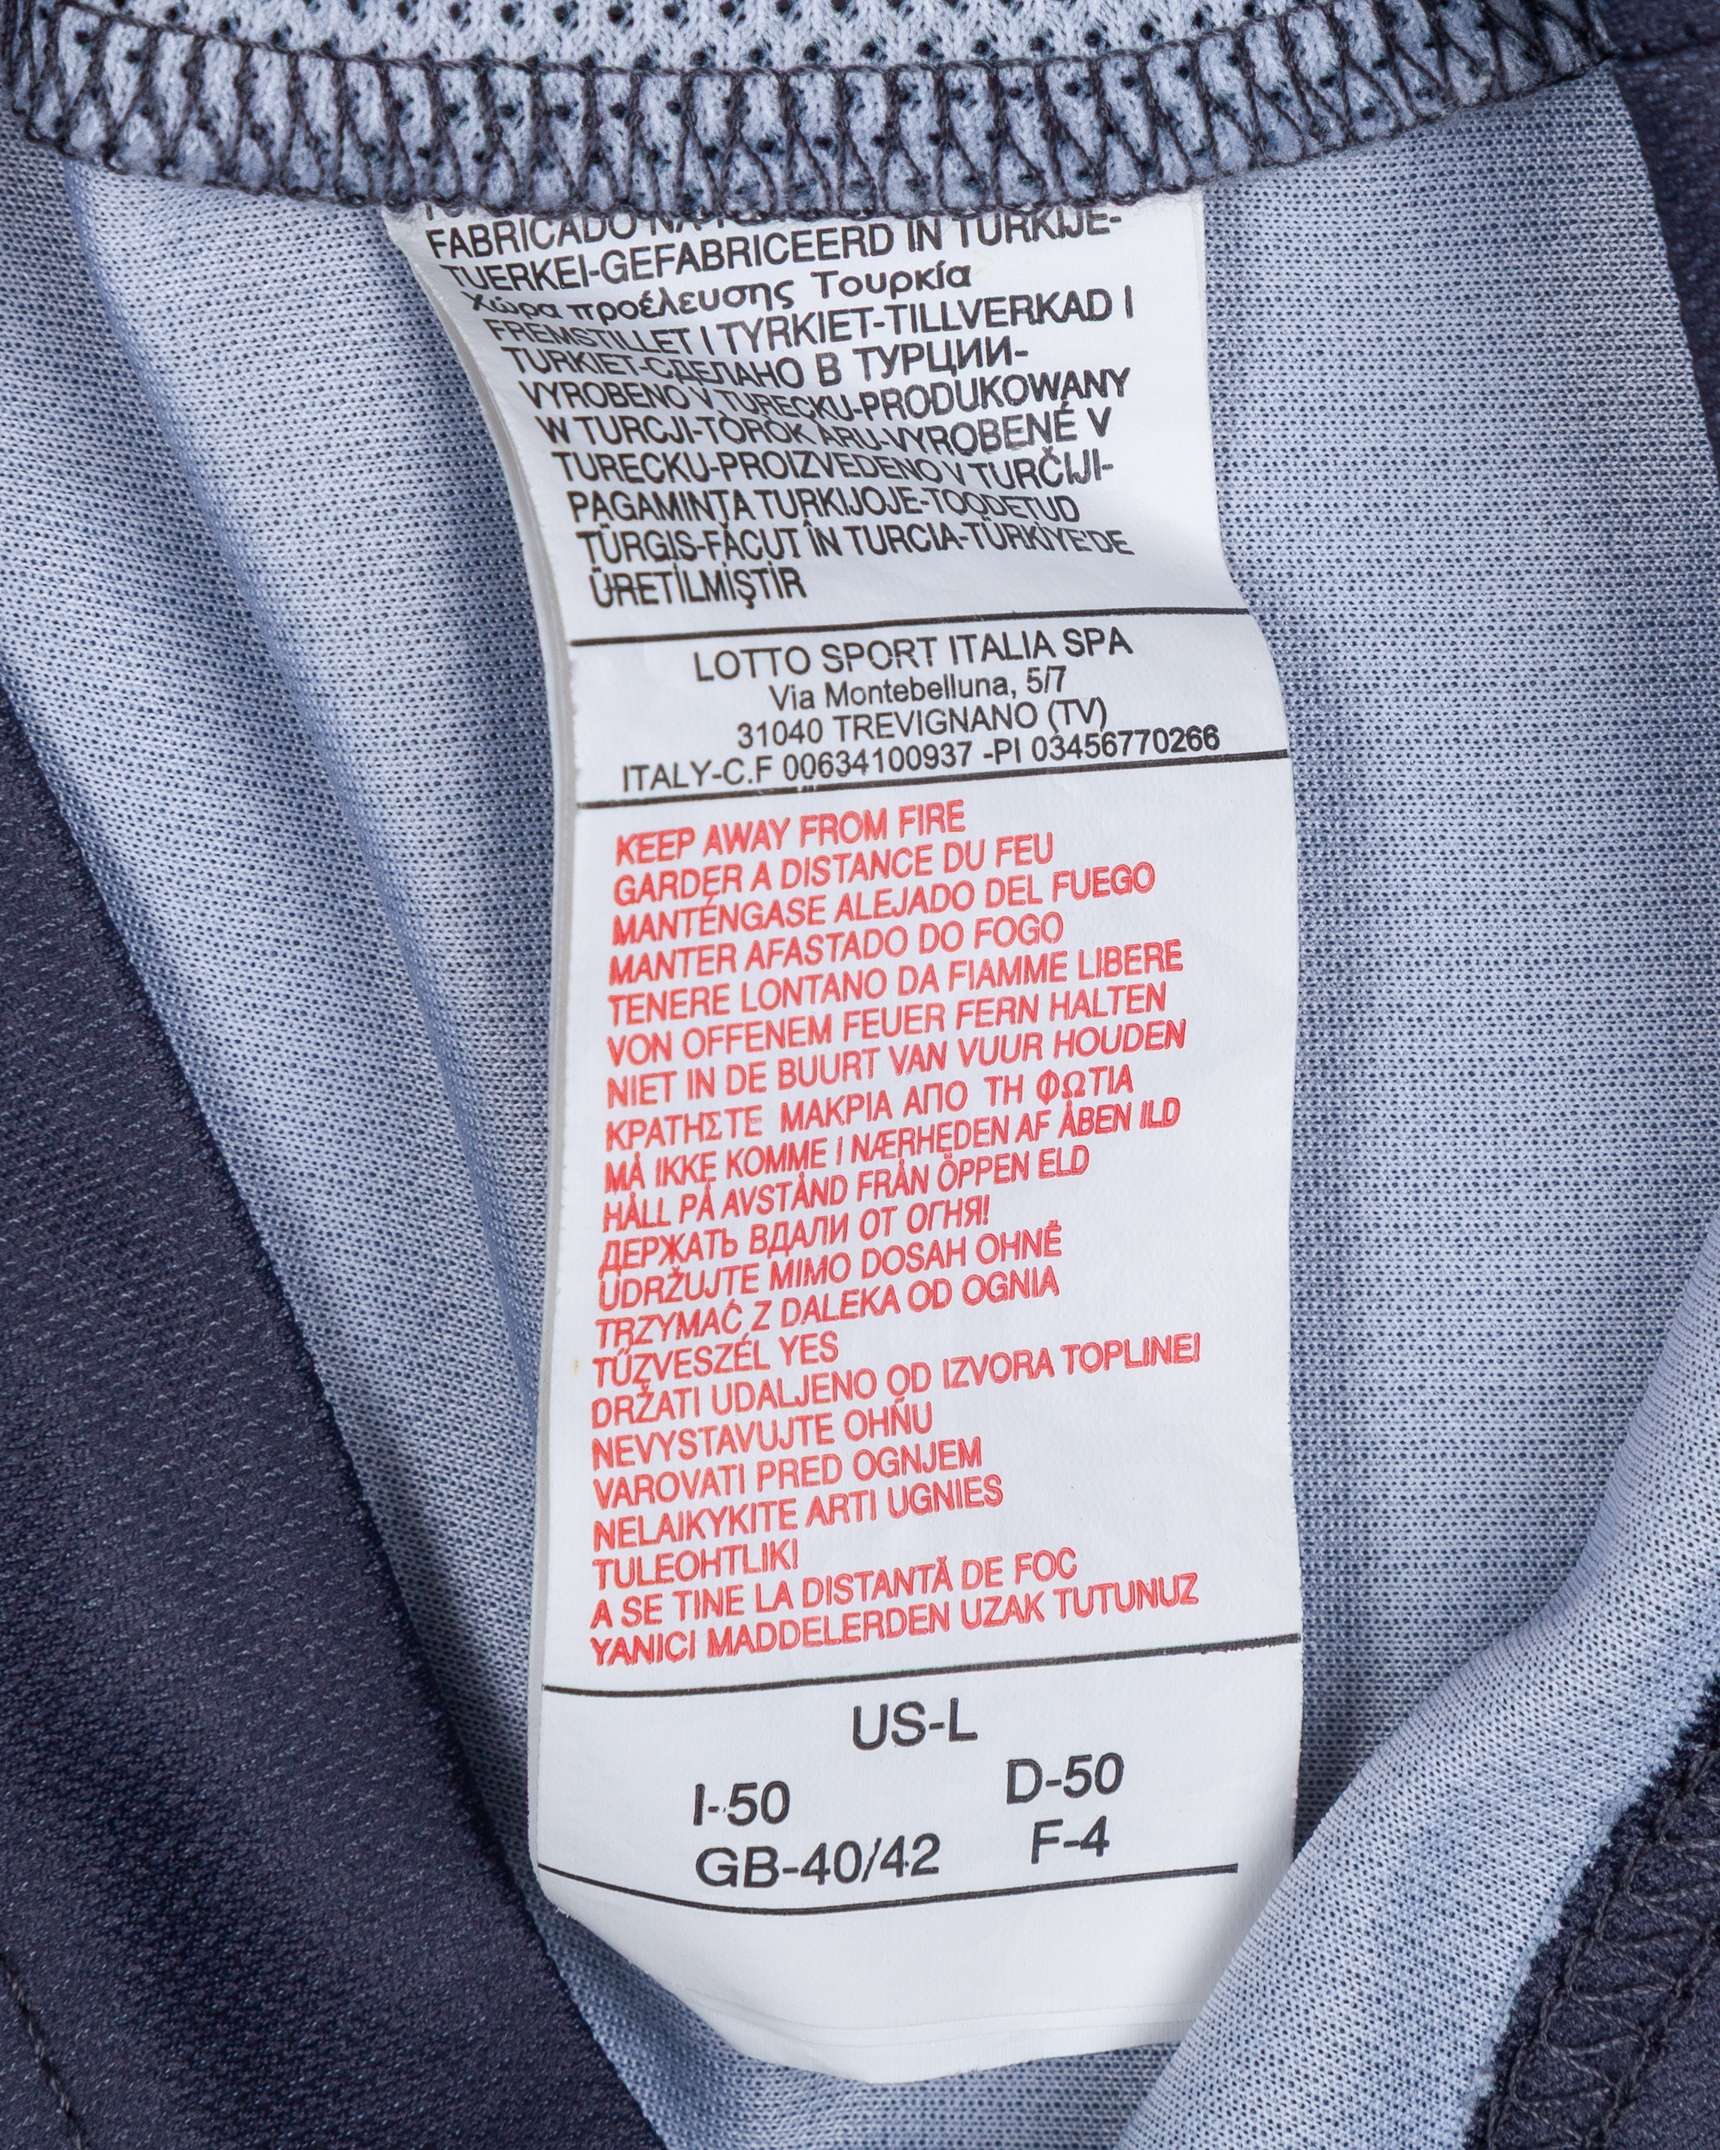 FABRICADO NA
TUERKEI-GEFABRICEERD IN TURKIJE-
Χώρα προέλευσης Τουρκία
FREMSTILLET I TYRKIET-TILLVERKAD I
TURKIET-СДЕЛАНО В ТУРЦИИ-
VYROBENO V TURECKU-PRODUKOWANY
W TURCJI-TÖRÖK ÁRU-VYROBENÉ V
TURECKU-PROIZVEDENO V TURČIJI-
PAGAMINTA TURKIJOJE-TOODETUD
TÜRGIS-FĂCUT ÎN TURCIA-TÜRKİYE'DE
ÜRETİLMİŞTİR
LOTTO SPORT ITALIA SPA
Via Montebelluna, 5/7
31040 TREVIGNANO (TV)
ITALY-C.F 00634100937 -PI 03456770266
KEEP AWAY FROM FIRE
GARDER A DISTANCE DU FEU
MANTÉNGASE ALEJADO DEL FUEGO
MANTER AFASTADO DO FOGO
TENERE LONTANO DA FIAMME LIBERE
VON OFFENEM FEUER FERN HALTEN
NIET IN DE BUURT VAN VUUR HOUDEN
ΚΡΑΤΗΣΤΕ ΜΑΚΡΙΑ ΑΠΟ ΤΗ ΦΩΤΙΑ
MÅ IKKE KOMME I NÆRHEDEN AF ÅBEN ILD
HÅLL PÅ AVSTÅND FRÅN ÖPPEN ELD
ДЕРЖАТЬ ВДАЛИ ОТ ОГНЯ!
UDRŽUJTE MIMO DOSAH OHNĚ
TRZYMAĆ Z DALEKA OD OGNIA
TŰZVESZÉL YES
DRŽATI UDALJENO OD IZVORA TOPLINEI
NEVYSTAVUJTE OHŇU
VAROVATI PRED OGNJEM
NELAIKYKITE ARTI UGNIES
TULEOHTLIKI
A SE TINE LA DISTANTĂ DE FOC
YANICI MADDELERDEN UZAK TUTUNUZ
US-L
I-50 D-50
GB-40/42 F-4